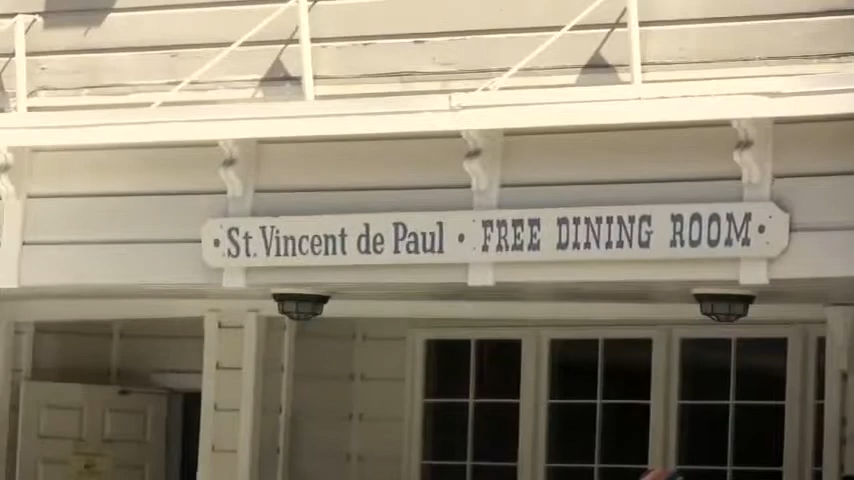 • St. Vincent de Paul • FREE DINING ROOM •